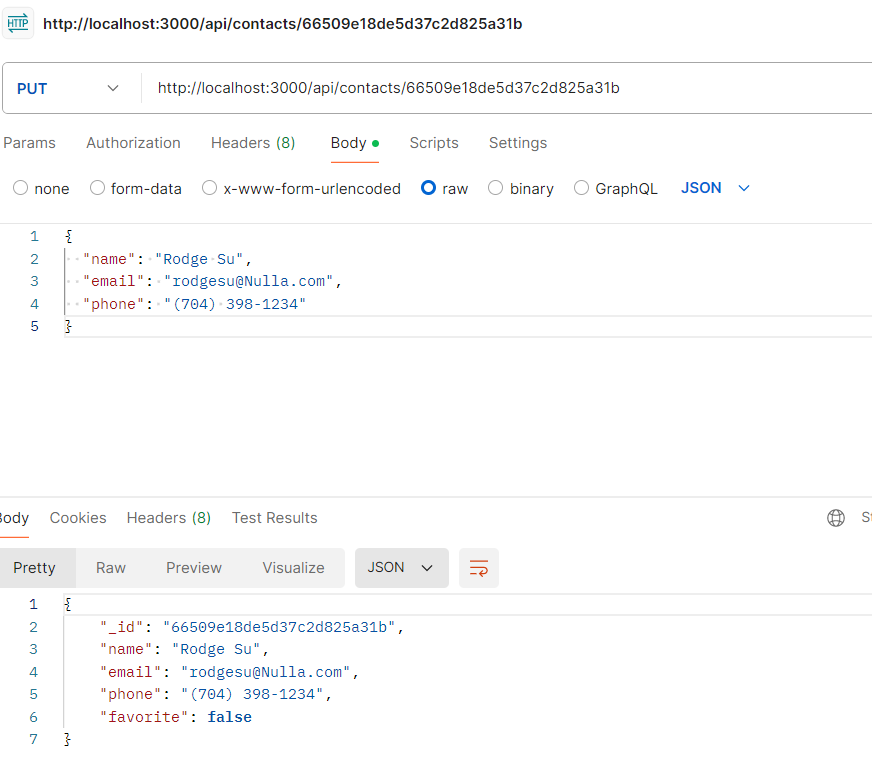 HTTP http://localhost:3000/api/contacts/66509e18de5d37c2d825a31b
PUT http://localhost:3000/api/contacts/66509e18de5d37c2d825a31b
Params Authorization Headers (8) Body Scripts Settings
none form-data x-www-form-urlencoded raw binary GraphQL JSON
1 {
2 "name": "Rodge Su",
3 "email": "rodgesu@Nulla.com",
4 "phone": "(704) 398-1234"
5 }
Body Cookies Headers (8) Test Results
Pretty Raw Preview Visualize JSON
1 {
2 "_id": "66509e18de5d37c2d825a31b",
3 "name": "Rodge Su",
4 "email": "rodgesu@Nulla.com",
5 "phone": "(704) 398-1234",
6 "favorite": false
7 }